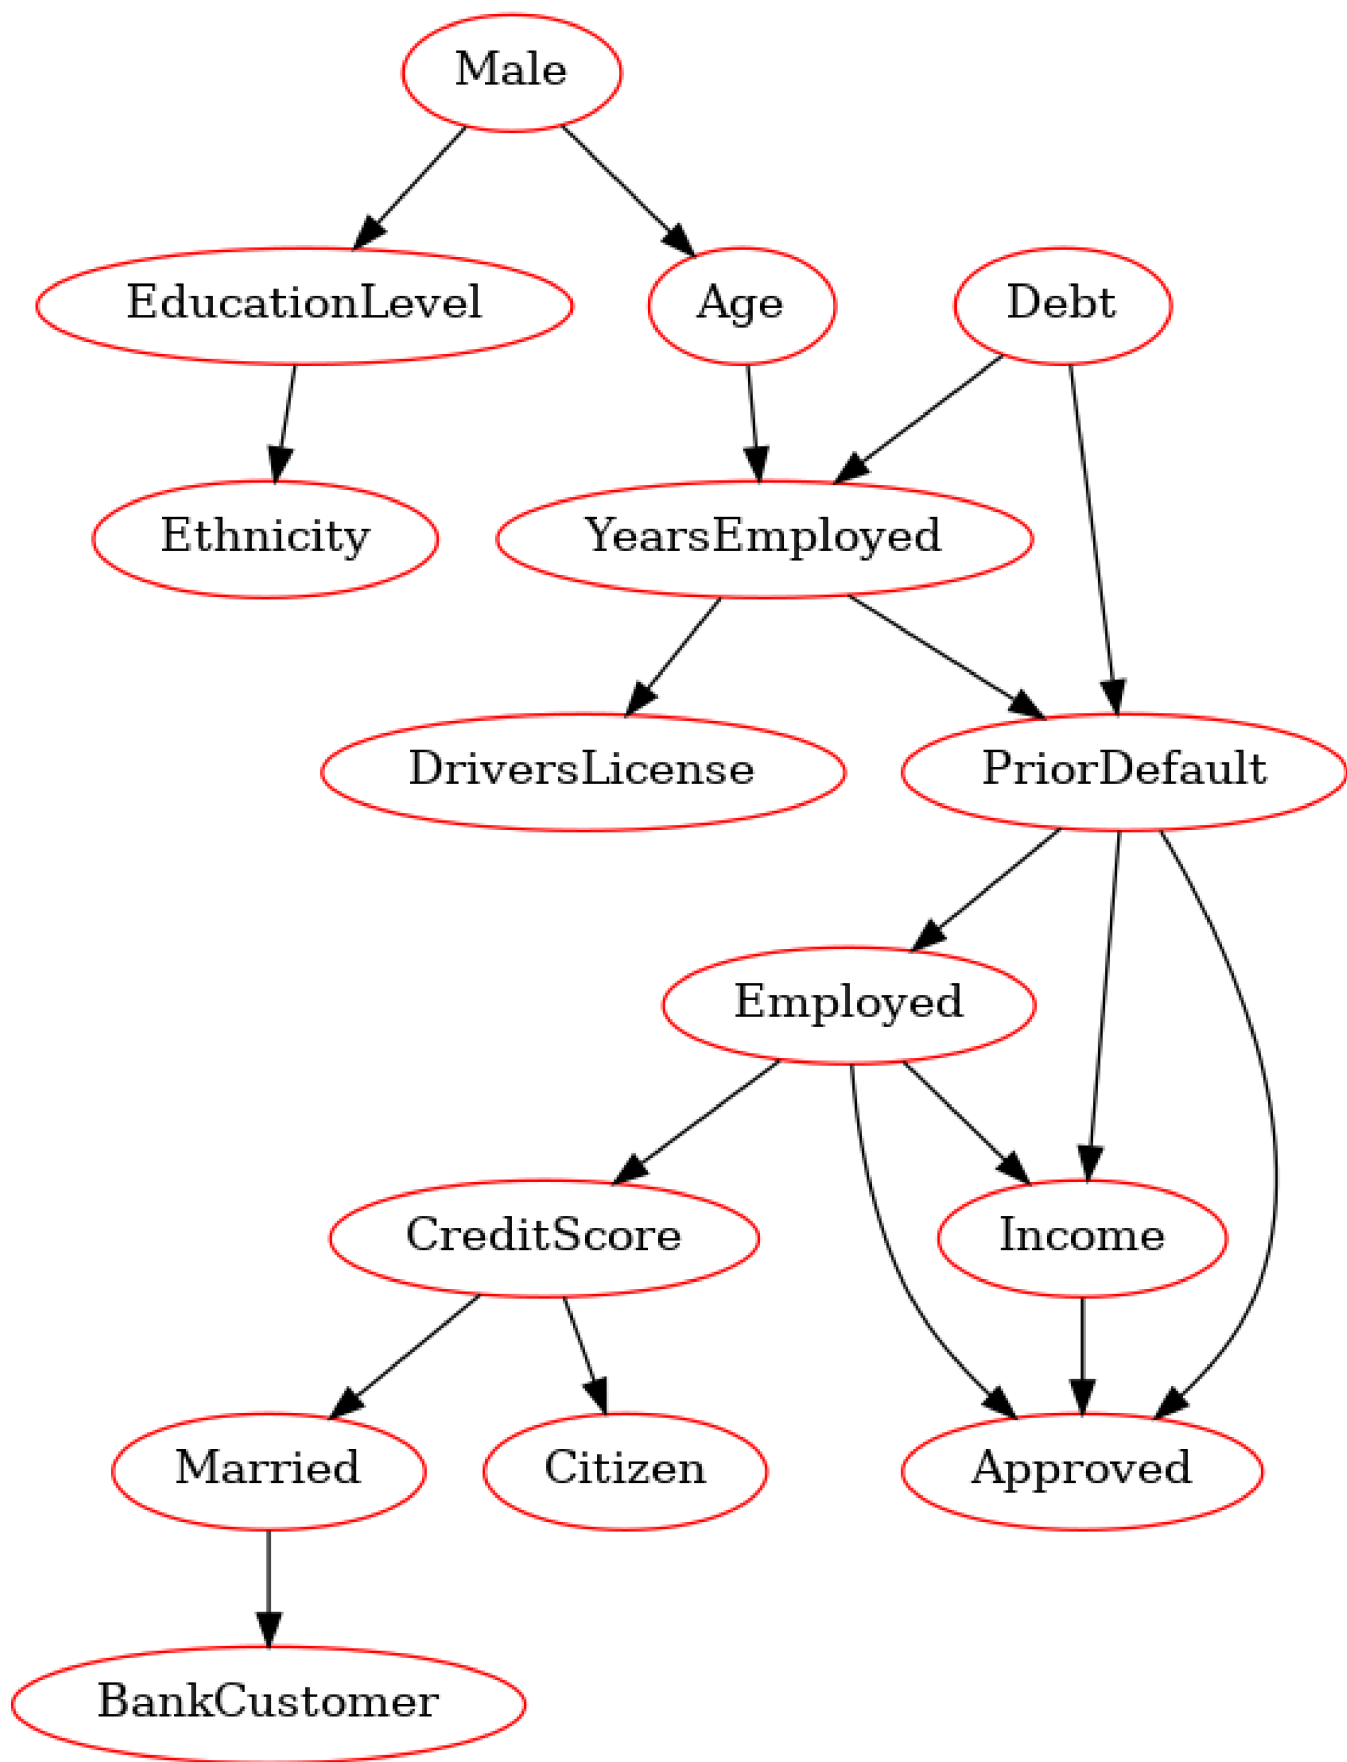 Male
EducationLevel
Age
Debt
Ethnicity
YearsEmployed
DriversLicense
PriorDefault
Employed
CreditScore
Income
Married
Citizen
Approved
BankCustomer